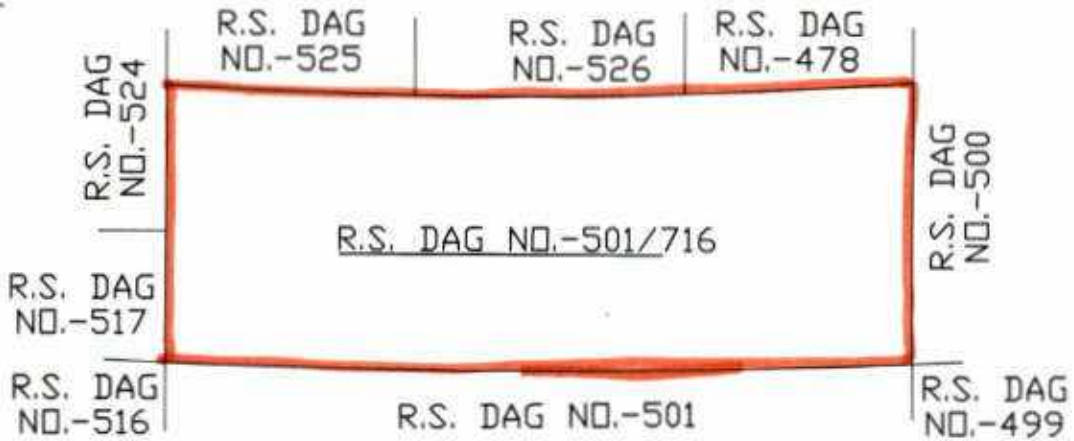 R.S. DAG
NO.-525
R.S. DAG
NO.-526
R.S. DAG
NO.-478
R.S. DAG
NO.-524
R.S. DAG
NO.-500
R.S. DAG NO.-501/716
R.S. DAG
NO.-517
R.S. DAG
NO.-516
R.S. DAG NO.-501
R.S. DAG
NO.-499